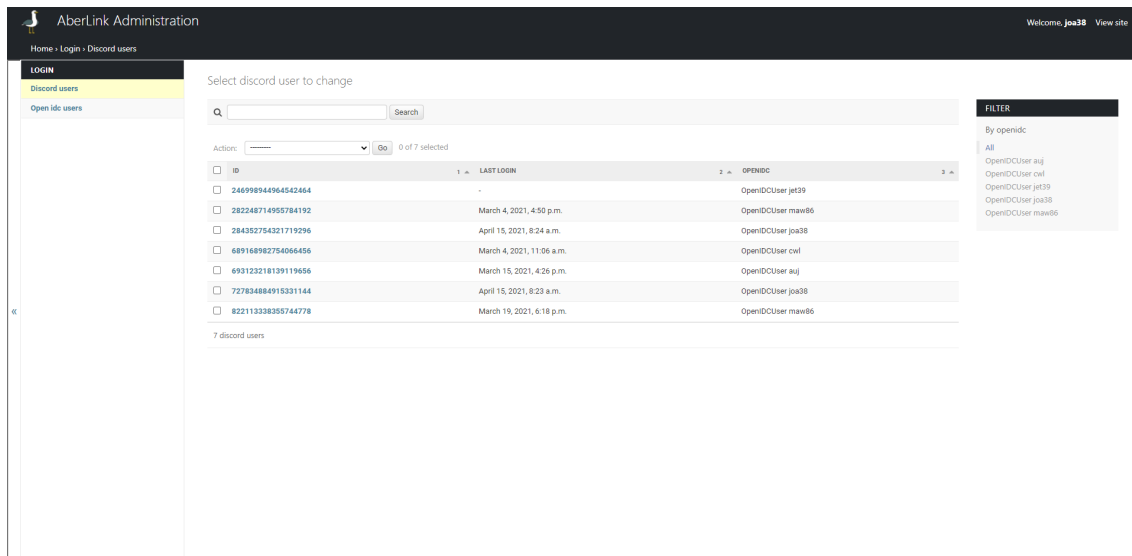 AberLink Administration
Welcome, joa38 View site
Home › Login › Discord users
LOGIN
Discord users
Open idc users
«
Select discord user to change
Search
Action: --------- Go 0 of 7 selected
ID 1 LAST LOGIN 2 OPENIDC 3
246998944964542464 - OpenIDCUser jet39
282248714955784192 March 4, 2021, 4:50 p.m. OpenIDCUser maw86
284352754321719296 April 15, 2021, 8:24 a.m. OpenIDCUser joa38
689168982754066456 March 4, 2021, 11:06 a.m. OpenIDCUser cwl
693123218139119656 March 15, 2021, 4:26 p.m. OpenIDCUser auj
727834884915331144 April 15, 2021, 8:23 a.m. OpenIDCUser joa38
822113338355744778 March 19, 2021, 6:18 p.m. OpenIDCUser maw86
7 discord users
FILTER
By openidc
All
OpenIDCUser auj
OpenIDCUser cwl
OpenIDCUser jet39
OpenIDCUser joa38
OpenIDCUser maw86